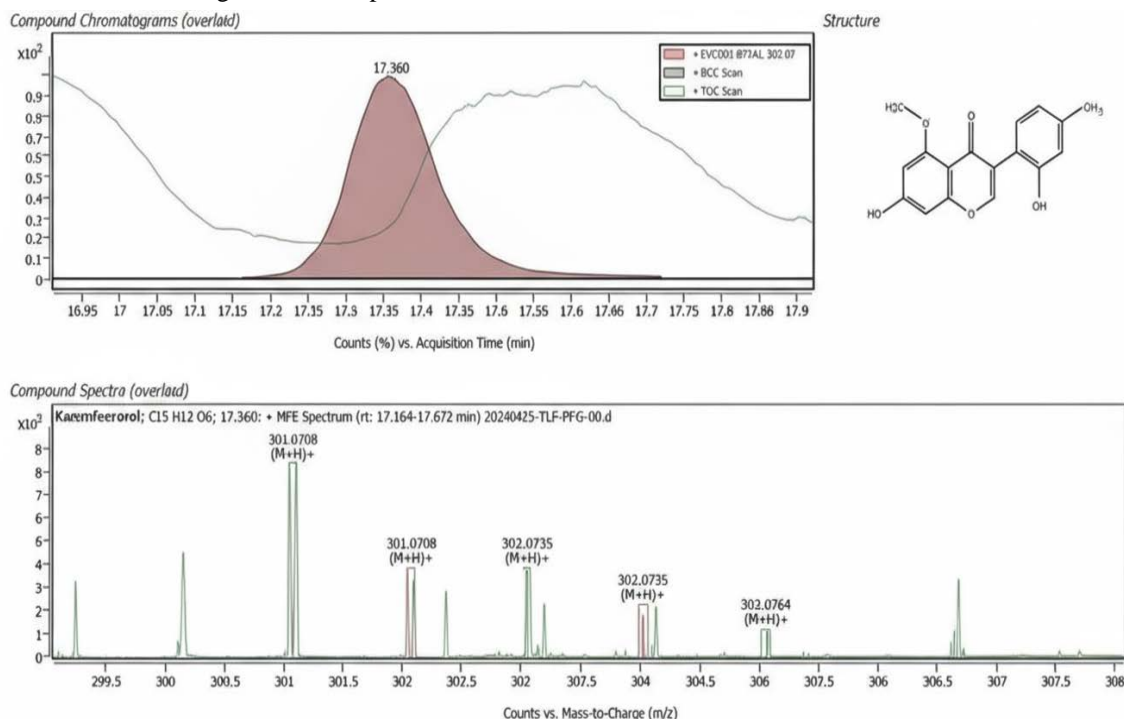 Compound Chromatograms (overlaid)
Structure
x10²
17.360
+ BCC Scan
+ TOC Scan
0.9
0.8
0.7
0.5
0.5
0.4
0.3
0.2
0.1
0
16.95 17 17.05 17.1 17.15 17.2 17.15 17.3 17.35 17.4 17.35 17.6 17.55 17.6 17.66 17.7 17.75 17.8 17.86 17.9
Counts (%) vs. Acquisition Time (min)
H3C
O
O
OH3
HO
O
OH
Compound Spectra (overlaid)
C15 H12 O6; 17.360: + MFE Spectrum (rt: 17.164-17.672 min) 20240425-TLF-PFG-00.d
301.0708
(M+H)+
301.0708
(M+H)+
302.0735
(M+H)+
302.0735
(M+H)+
302.0764
(M+H)+
8
8
7
6
5
4
3
2
1
0
299.5 300 300.5 301 301.5 302 302.5 302 307.5 304 304.5 306 307.5 306 306.5 307 307.5 308
Counts vs. Mass-to-Charge (m/z)